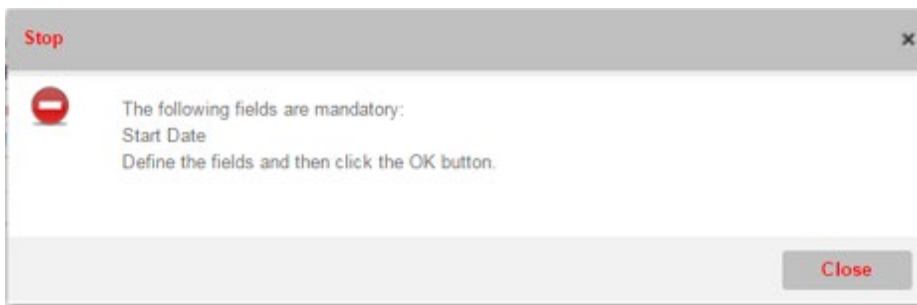 Stop
The following fields are mandatory:
Start Date
Define the fields and then click the OK button.
Close